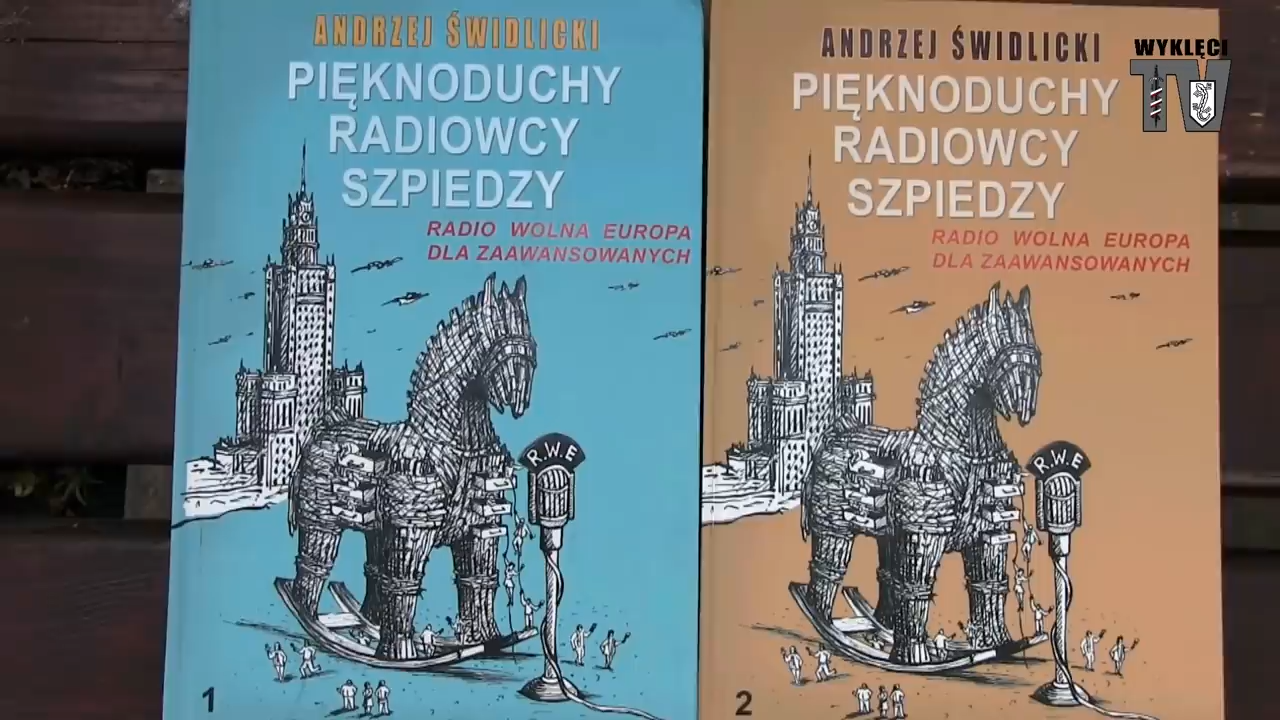 ANDRZEJ ŚWIDLICKI
PIĘKNODUCHY
RADIOWCY
SZPIEDZY
RADIO WOLNA EUROPA
DLA ZAAWANSOWANYCH
R.W.E
1
ANDRZEJ ŚWIDLICKI
PIĘKNODUCHY
RADIOWCY
SZPIEDZY
RADIO WOLNA EUROPA
DLA ZAAWANSOWANYCH
R.W.E
2
WYKLĘCI
TV